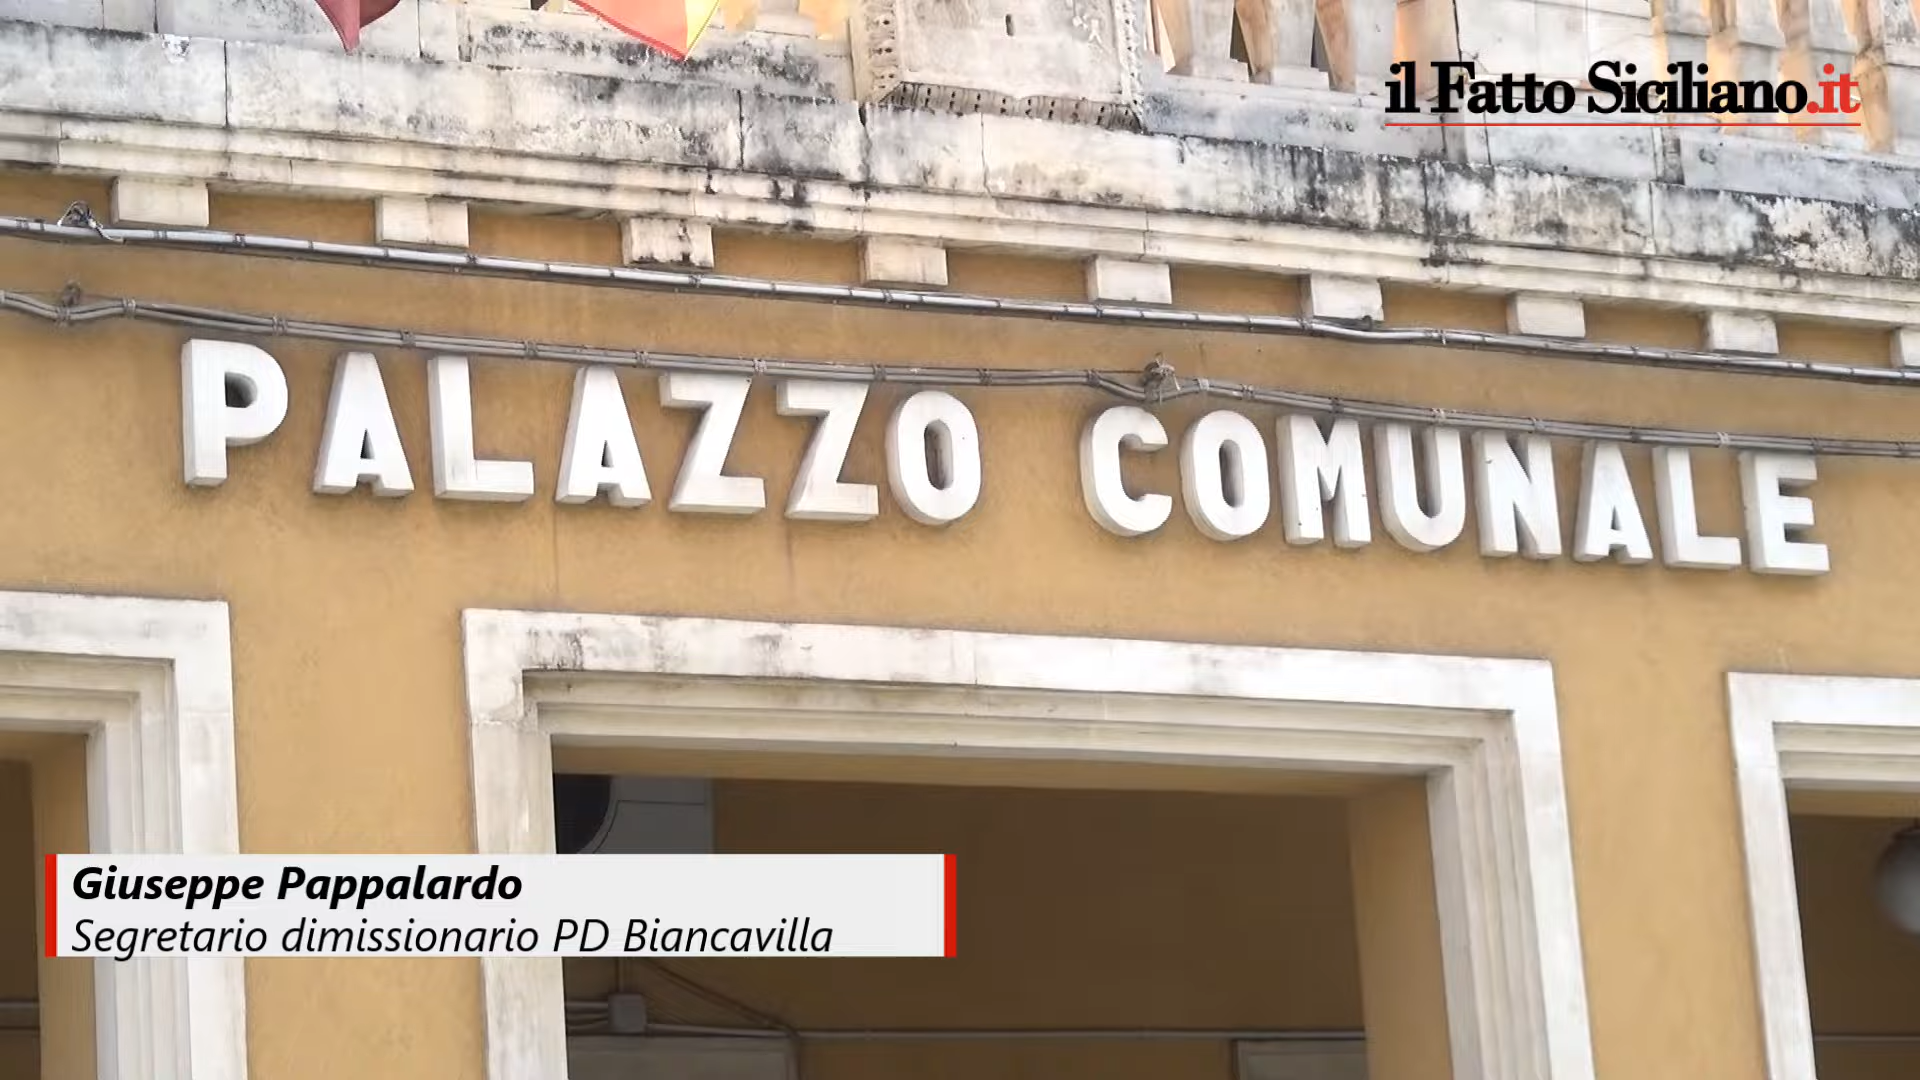 il Fatto Siciliano.it
PALAZZO COMUNALE
Giuseppe Pappalardo
Segretario dimissionario PD Biancavilla